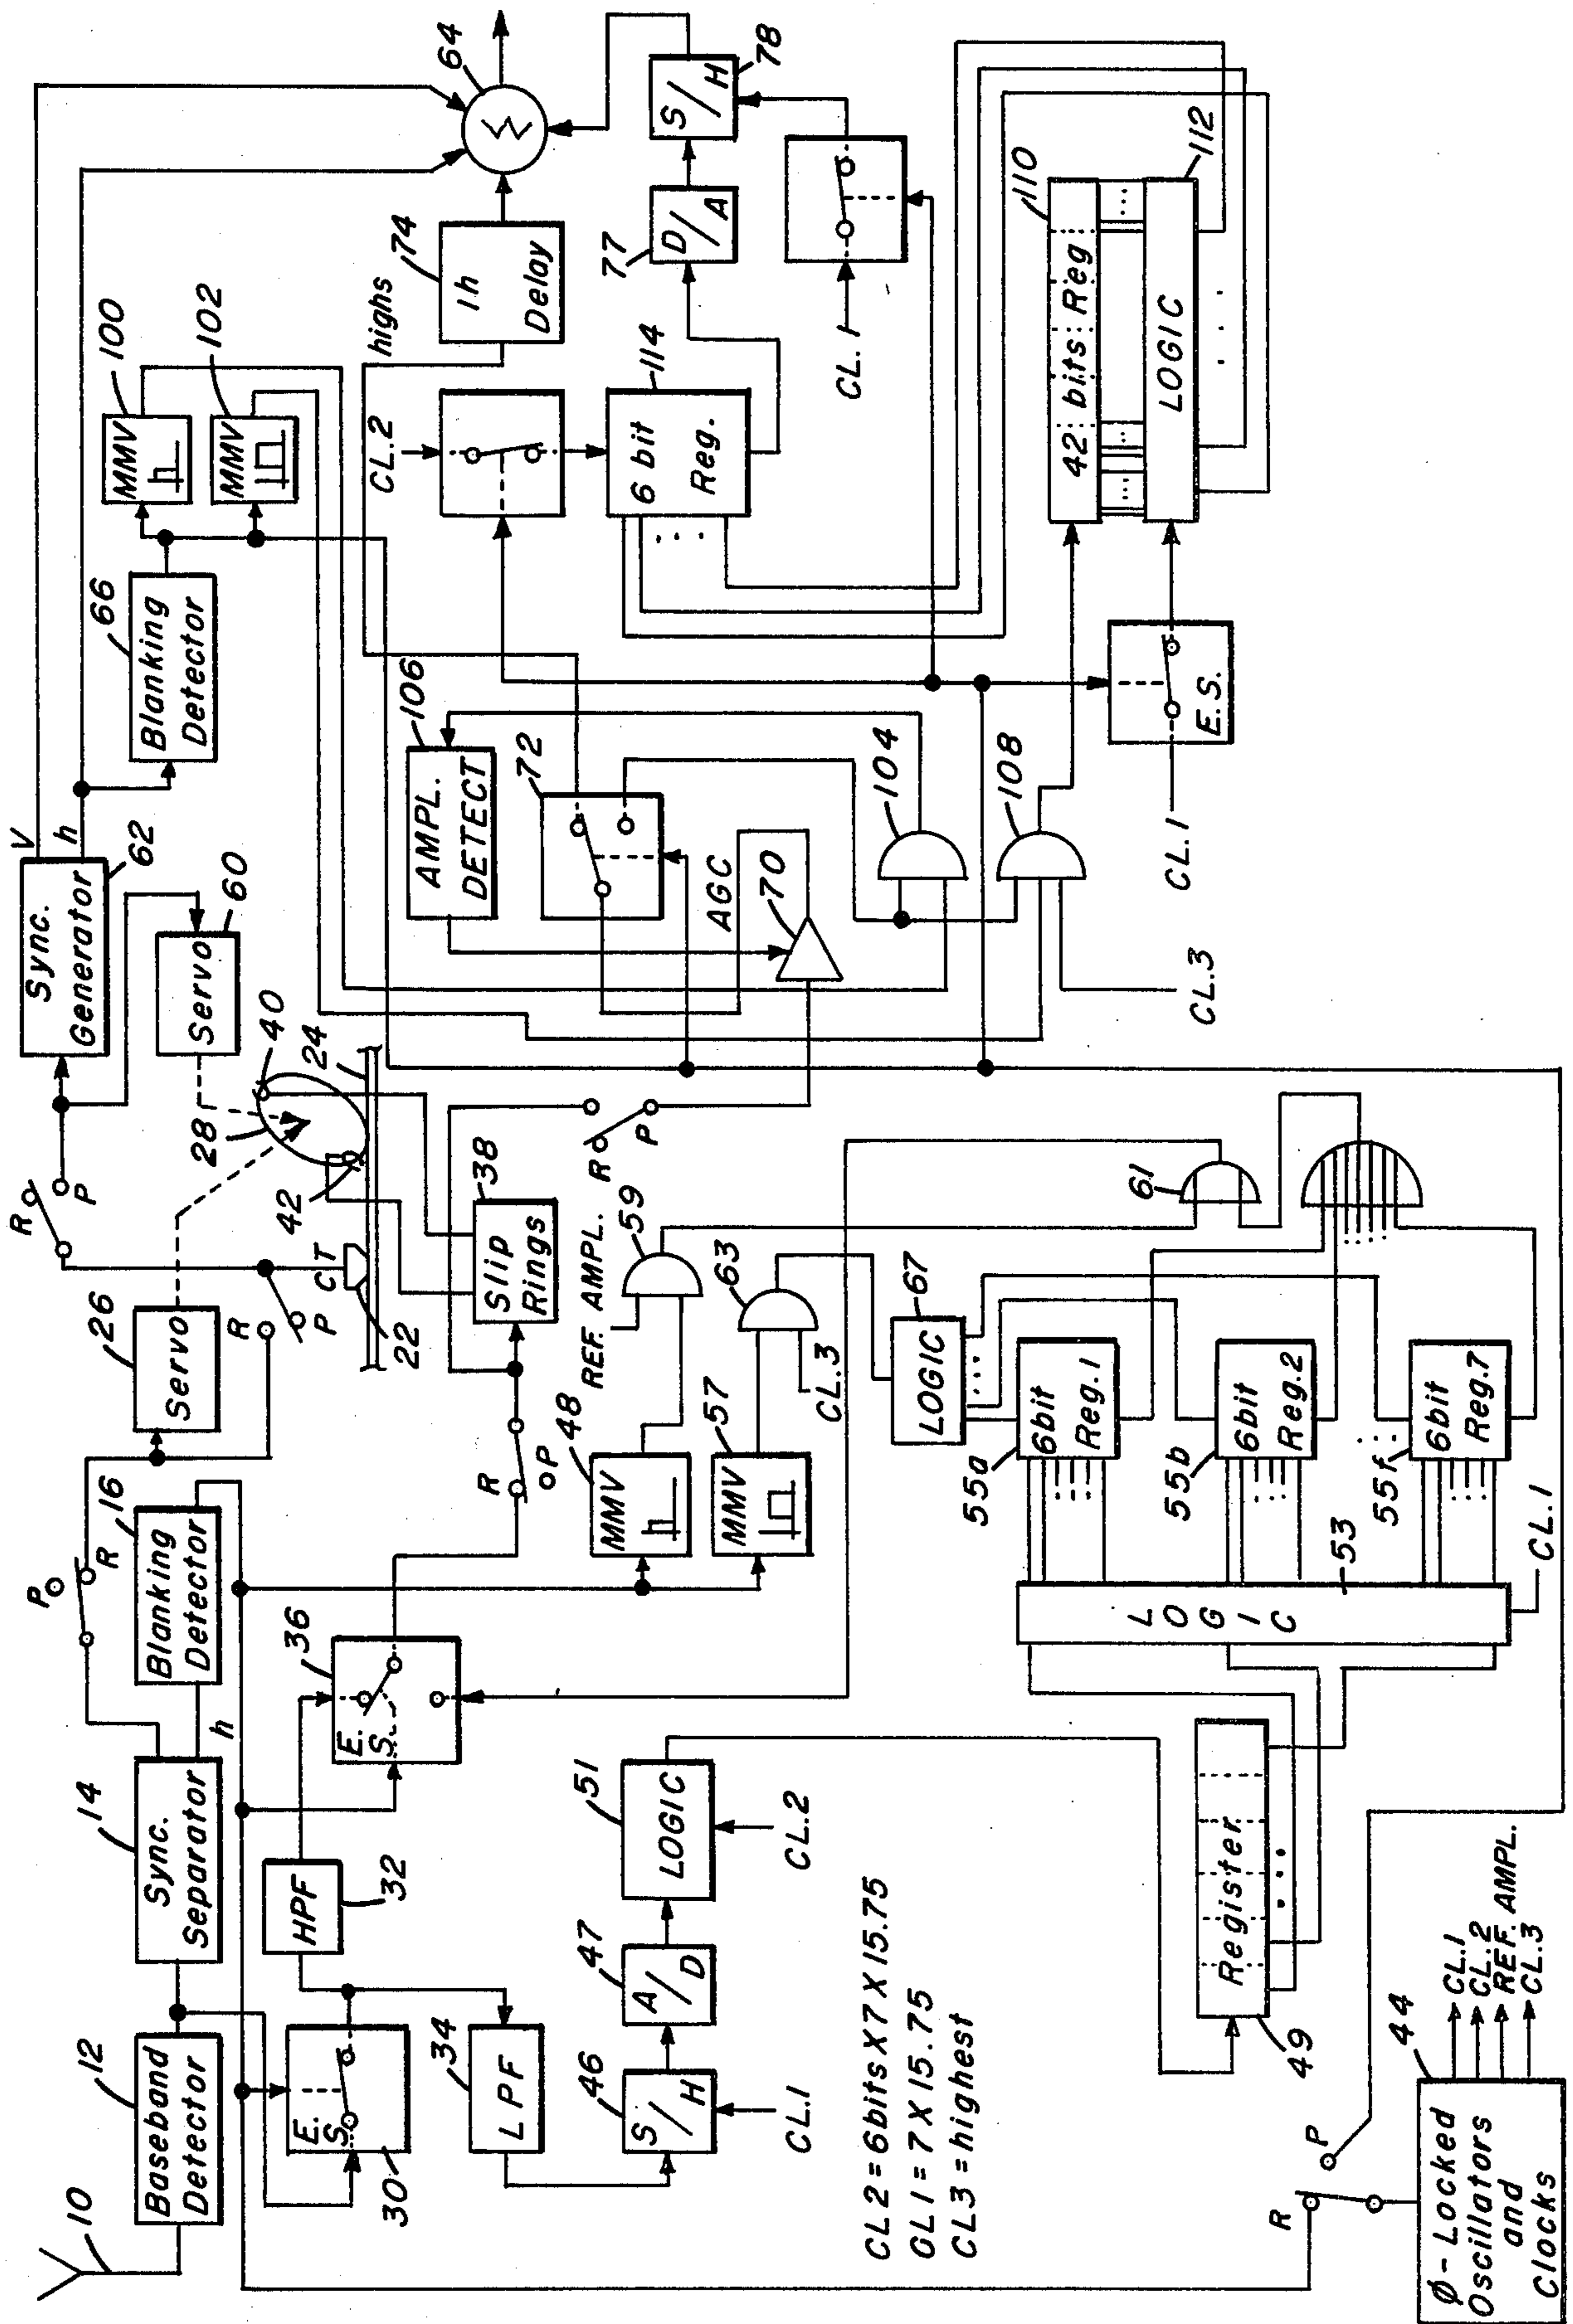 10
Baseband
Detector
12
Sync.
Separator
14
h
Blanking
Detector
16
P
R
Servo
26
R
P
CT
22
42
28
40
24
R
P
Servo
60
Sync.
Generator
62
V
h
Blanking
Detector
66
MMV
100
MMV
102
64
Σ
E.
S.
30
HPF
32
LPF
34
E.
S.
36
R
P
Slip
Rings
38
R
P
AGC
70
72
AMPL.
DETECT
106
highs
1h
Delay
74
S/H
46
CL.1
A/D
47
LOGIC
51
CL.2
MMV
48
MMV
57
REF. AMPL.
59
63
CL.3
104
108
CL.3
CL.2
6 bit
Reg.
114
D/A
77
S/H
78
CL.1
CL2 = 6bits X 7 X 15.75
CL1 = 7 X 15.75
CL3 = highest
Register
49
LOGIC
53
CL.1
LOGIC
67
55a
6bit
Reg.1
55b
6bit
Reg.2
55f
6bit
Reg.7
61
CL.1
E.S.
42 bits Reg
110
LOGIC
112
R
P
44
Ø-Locked
Oscillators
and
Clocks
CL.1
CL.2
REF. AMPL.
CL.3